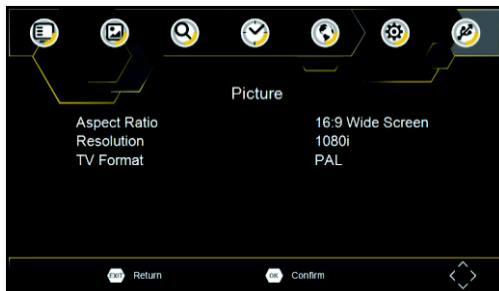 Picture
Aspect Ratio 16:9 Wide Screen
Resolution 1080i
TV Format PAL
EXIT Return OK Confirm